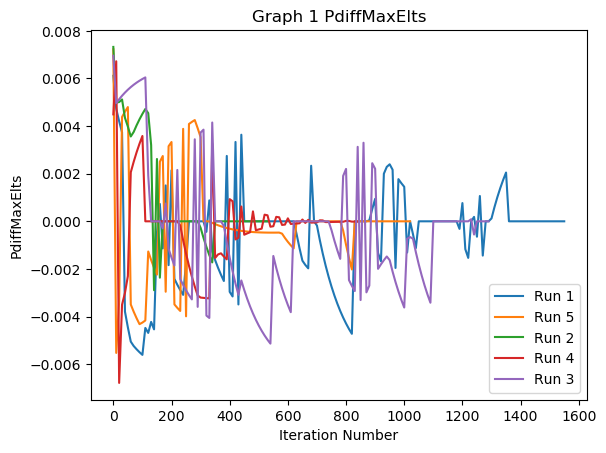 Graph 1 PdiffMaxElts
PdiffMaxElts
0.008
0.006
0.004
0.002
0.000
−0.002
−0.004
−0.006
0
200
400
600
800
1000
1200
1400
1600
Iteration Number
Run 1
Run 5
Run 2
Run 4
Run 3